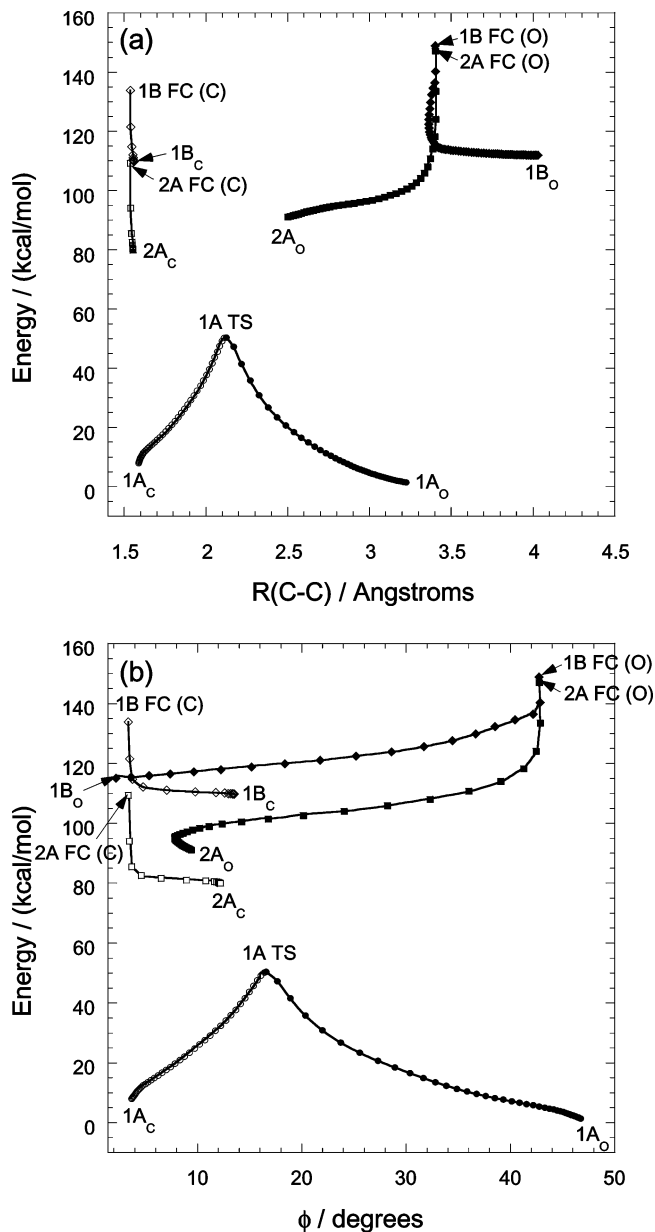 (a)
160
140
120
100
80
60
40
20
0
Energy / (kcal/mol)
1B FC (O)
2A FC (O)
1B FC (C)
1B_C
2A FC (C)
2A_C
1B_O
2A_O
1A TS
1A_C
1A_O
1.5 2 2.5 3 3.5 4 4.5
R(C-C) / Angstroms
(b)
160
140
120
100
80
60
40
20
0
Energy / (kcal/mol)
1B FC (O)
2A FC (O)
1B FC (C)
1B_O
1B_C
2A FC (C)
2A_O
2A_C
1A TS
1A_C
1A_O
10 20 30 40 50
ϕ / degrees